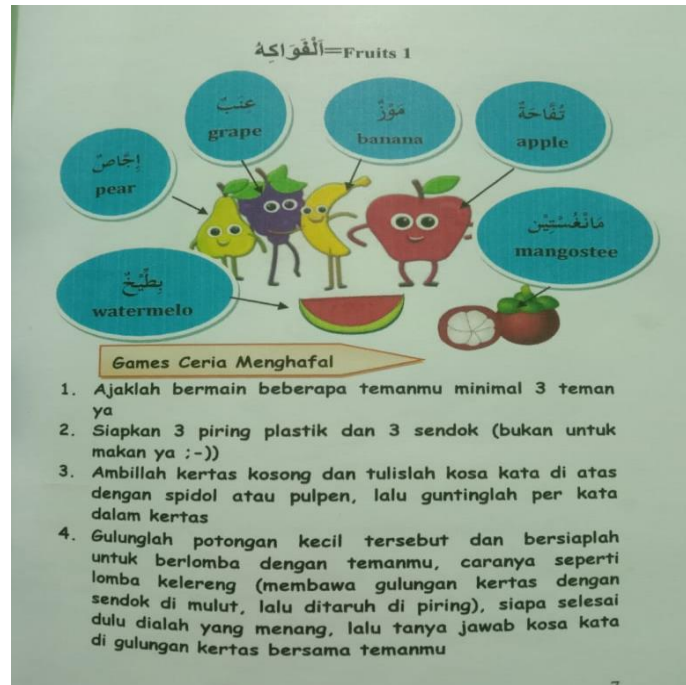 اَلْفَوَاكِهُ=Fruits 1
عِنَبٌ
grape
مَوْزٌ
banana
تُفَّاحَةٌ
apple
إِجَّاصٌ
pear
مَانْغُسْتِيْن
mangostee
بِطِّيْخٌ
watermelo
Games Ceria Menghafal
1. Ajaklah bermain beberapa temanmu minimal 3 teman
ya
2. Siapkan 3 piring plastik dan 3 sendok (bukan untuk
makan ya ;-))
3. Ambillah kertas kosong dan tulislah kosa kata di atas
dengan spidol atau pulpen, lalu guntinglah per kata
dalam kertas
4. Gulunglah potongan kecil tersebut dan bersiaplah
untuk berlomba dengan temanmu, caranya seperti
lomba kelereng (membawa gulungan kertas dengan
sendok di mulut, lalu ditaruh di piring), siapa selesai
dulu dialah yang menang, lalu tanya jawab kosa kata
di gulungan kertas bersama temanmu